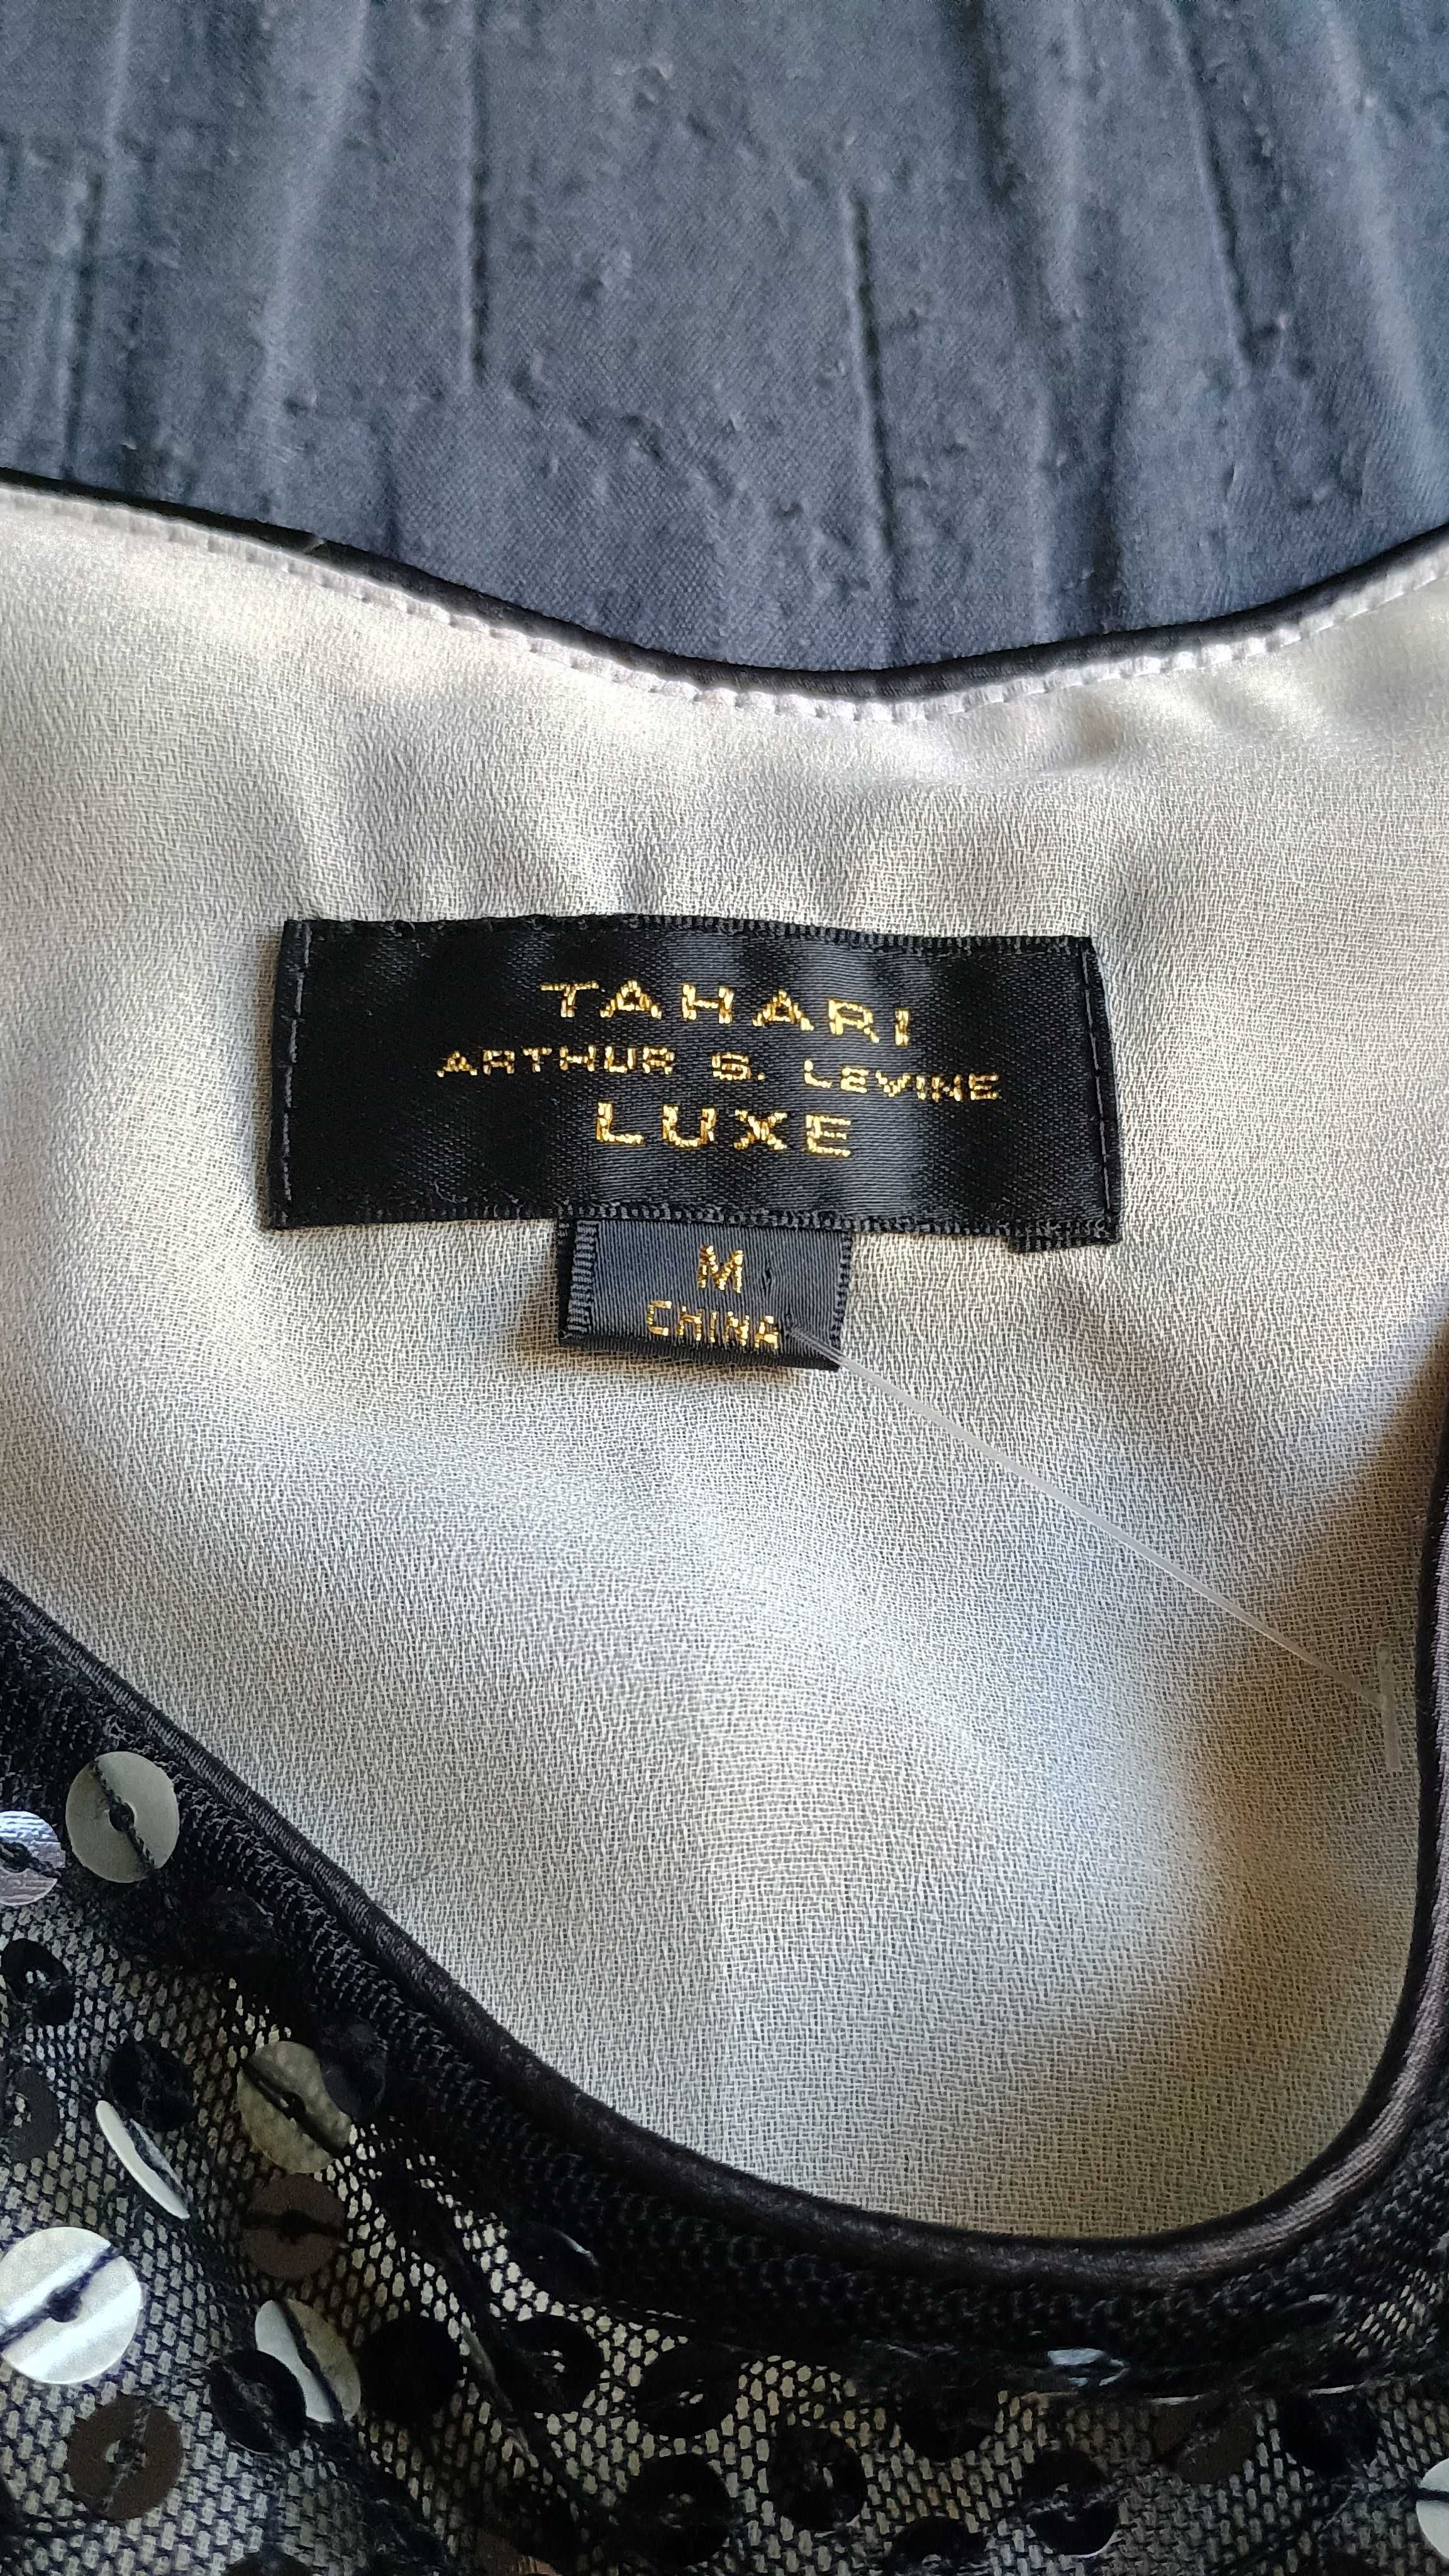 TAHARI
ARTHUR S. LEVINE
LUXE
M
CHINA